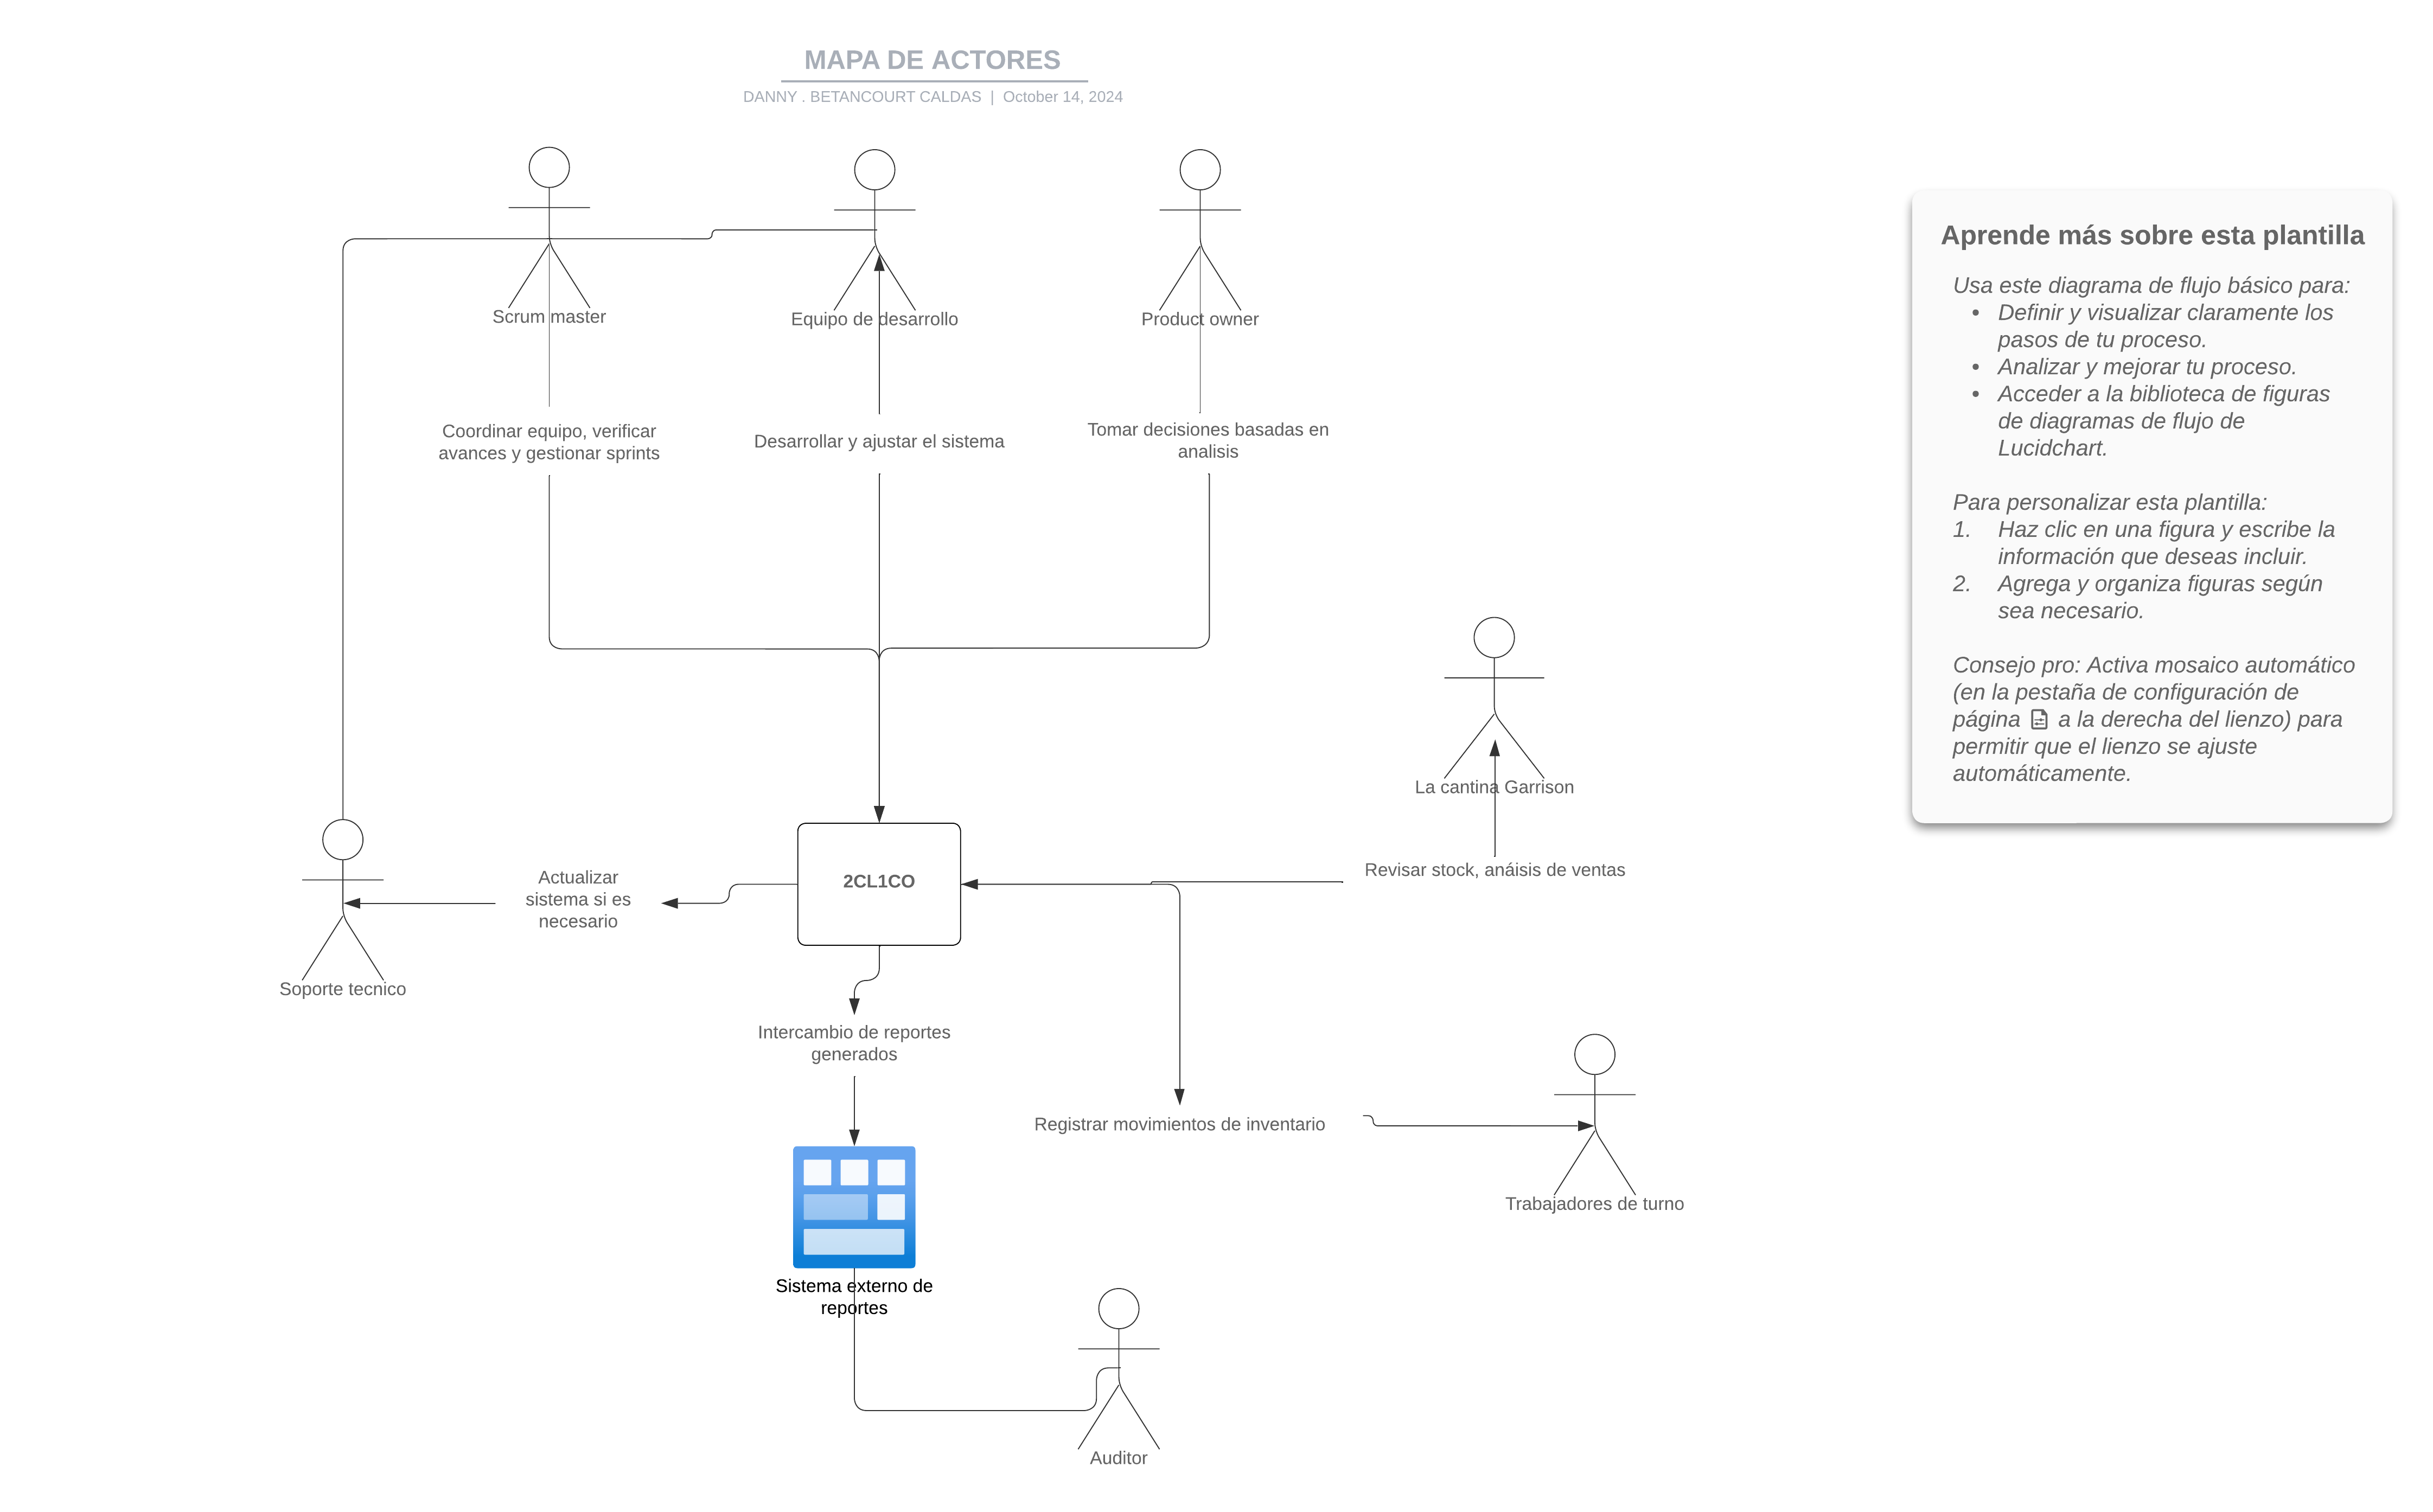 MAPA DE ACTORES
DANNY . BETANCOURT CALDAS | October 14, 2024
Scrum master
Equipo de desarrollo
Product owner
Coordinar equipo, verificar
avances y gestionar sprints
Desarrollar y ajustar el sistema
Tomar decisiones basadas en
analisis
La cantina Garrison
Revisar stock, anáisis de ventas
2CL1CO
Actualizar
sistema si es
necesario
Soporte tecnico
Intercambio de reportes
generados
Registrar movimientos de inventario
Trabajadores de turno
Sistema externo de
reportes
Auditor
Aprende más sobre esta plantilla
Usa este diagrama de flujo básico para:
• Definir y visualizar claramente los
pasos de tu proceso.
• Analizar y mejorar tu proceso.
• Acceder a la biblioteca de figuras
de diagramas de flujo de
Lucidchart.
Para personalizar esta plantilla:
1. Haz clic en una figura y escribe la
información que deseas incluir.
2. Agrega y organiza figuras según
sea necesario.
Consejo pro: Activa mosaico automático
(en la pestaña de configuración de
página a la derecha del lienzo) para
permitir que el lienzo se ajuste
automáticamente.